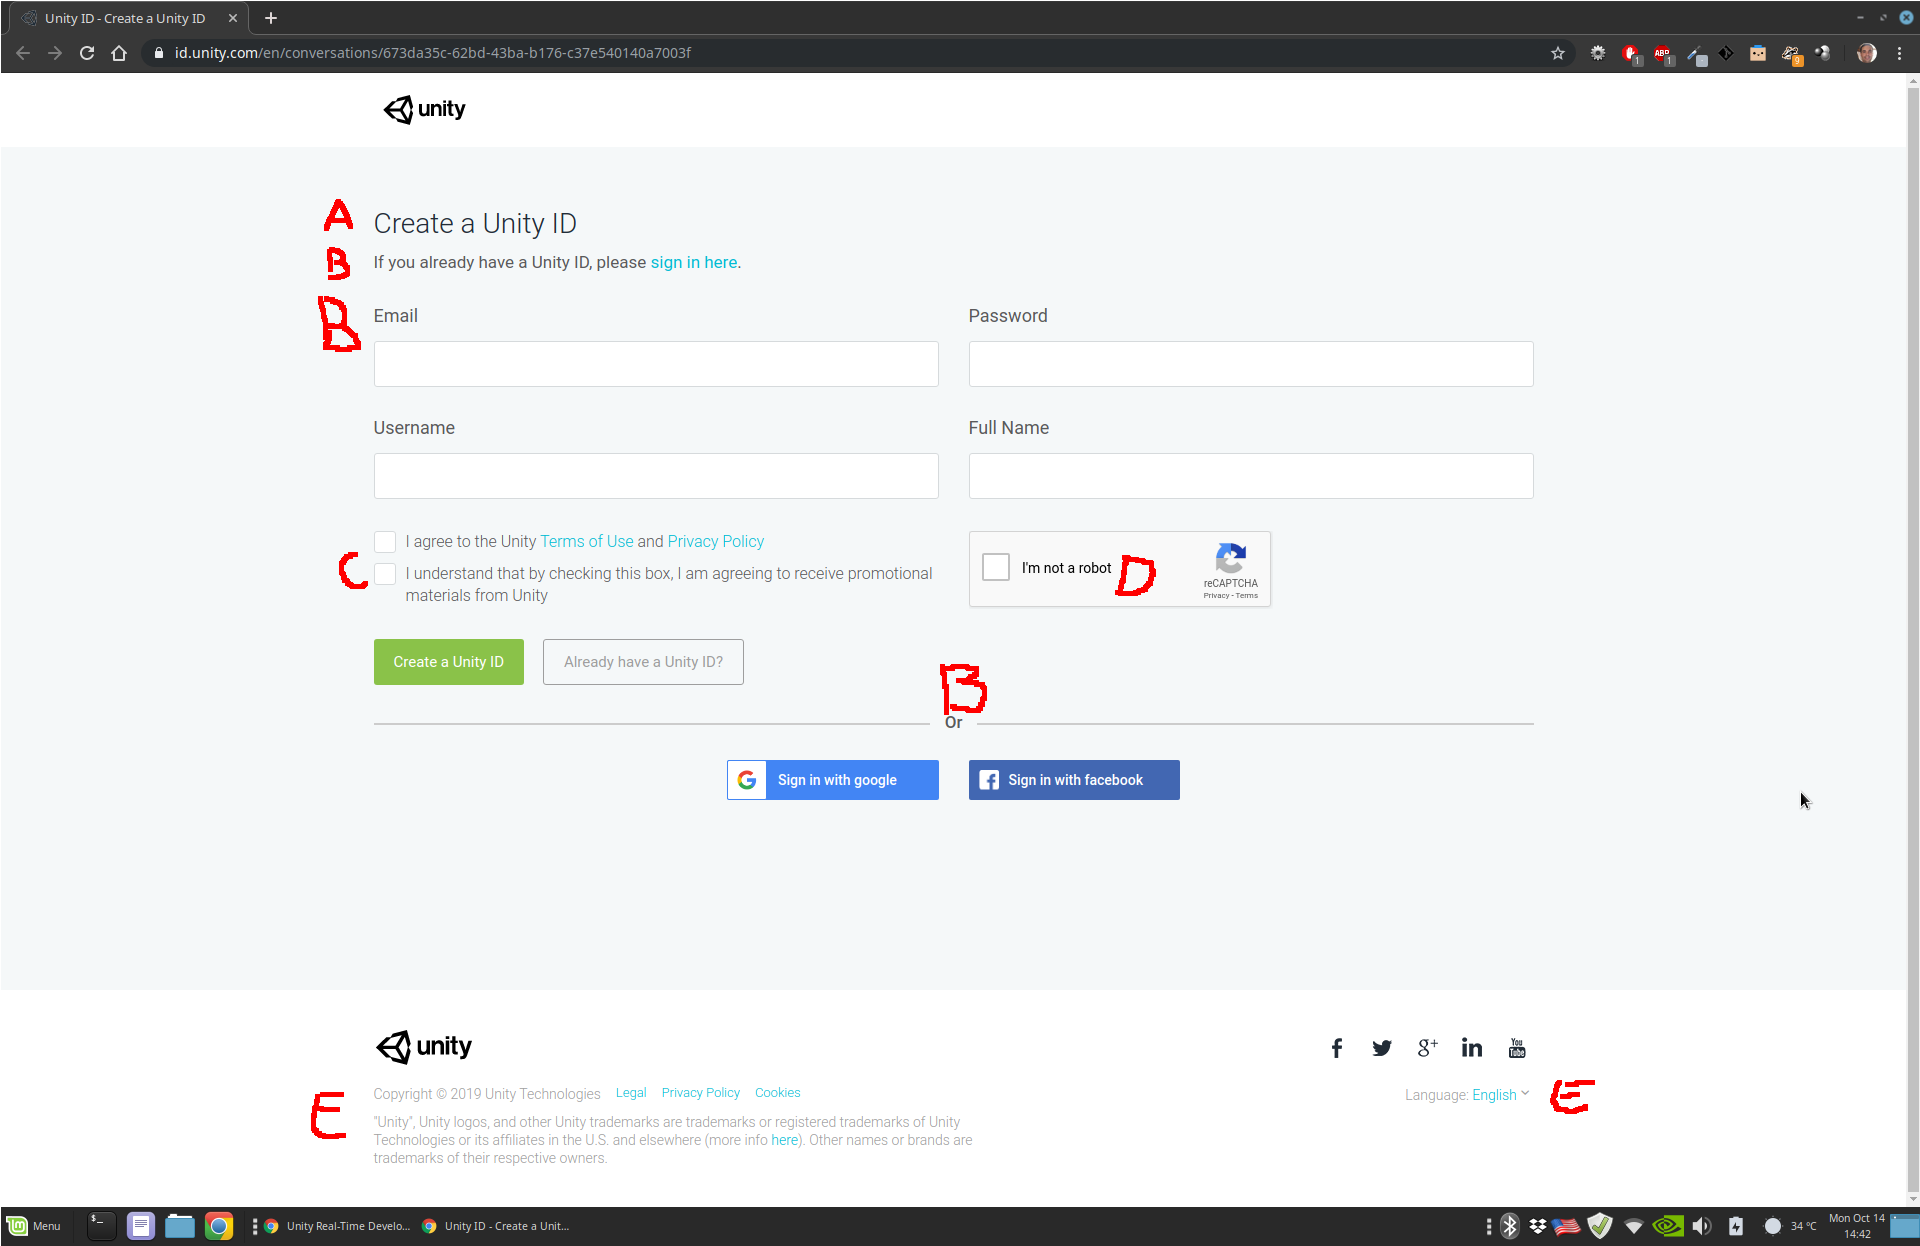 Unity ID - Create a Unity ID
id.unity.com/en/conversations/673da35c-62bd-43ba-b176-c37e540140a7003f
1
ABP 1
9
unity
A
Create a Unity ID
B
If you already have a Unity ID, please sign in here.
B
Email
Password
Username
Full Name
I agree to the Unity Terms of Use and Privacy Policy
C
I understand that by checking this box, I am agreeing to receive promotional
materials from Unity
I'm not a robot
D
reCAPTCHA
Privacy - Terms
Create a Unity ID
Already have a Unity ID?
B
Or
G Sign in with google
f Sign in with facebook
unity
f
g+
in
You
Tube
E
Copyright © 2019 Unity Technologies Legal Privacy Policy Cookies
Language: English
E
"Unity", Unity logos, and other Unity trademarks are trademarks or registered trademarks of Unity
Technologies or its affiliates in the U.S. and elsewhere (more info here). Other names or brands are
trademarks of their respective owners.
Menu
$_
Unity Real-Time Develo...
Unity ID - Create a Unit...
34 °C
Mon Oct 14
14:42